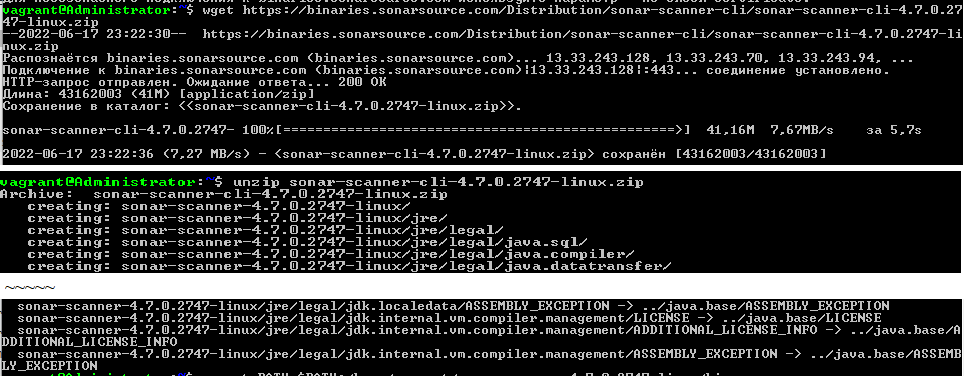 vagrant@Administrator:~$ wget https://binaries.sonarsource.com/Distribution/sonar-scanner-cli/sonar-scanner-cli-4.7.0.27
47-linux.zip
--2022-06-17 23:22:30--  https://binaries.sonarsource.com/Distribution/sonar-scanner-cli/sonar-scanner-cli-4.7.0.2747-li
nux.zip
Распознаётся binaries.sonarsource.com (binaries.sonarsource.com)... 13.33.243.128, 13.33.243.70, 13.33.243.94, ...
Подключение к binaries.sonarsource.com (binaries.sonarsource.com)|13.33.243.128|:443... соединение установлено.
HTTP-запрос отправлен. Ожидание ответа... 200 OK
Длина: 43162003 (41M) [application/zip]
Сохранение в каталог: <<sonar-scanner-cli-4.7.0.2747-linux.zip>>.
sonar-scanner-cli-4.7.0.2747- 100%[==================================================>]  41,16M  7,67MB/s    за 5,7s
2022-06-17 23:22:36 (7,27 MB/s) - <sonar-scanner-cli-4.7.0.2747-linux.zip> сохранён [43162003/43162003]
vagrant@Administrator:~$ unzip sonar-scanner-cli-4.7.0.2747-linux.zip
Archive:  sonar-scanner-cli-4.7.0.2747-linux.zip
creating: sonar-scanner-4.7.0.2747-linux/
creating: sonar-scanner-4.7.0.2747-linux/jre/
creating: sonar-scanner-4.7.0.2747-linux/jre/legal/
creating: sonar-scanner-4.7.0.2747-linux/jre/legal/java.sql/
creating: sonar-scanner-4.7.0.2747-linux/jre/legal/java.compiler/
creating: sonar-scanner-4.7.0.2747-linux/jre/legal/java.datatransfer/
~~~~~
sonar-scanner-4.7.0.2747-linux/jre/legal/jdk.localedata/ASSEMBLY_EXCEPTION -> ../java.base/ASSEMBLY_EXCEPTION
sonar-scanner-4.7.0.2747-linux/jre/legal/jdk.internal.vm.compiler.management/LICENSE -> ../java.base/LICENSE
sonar-scanner-4.7.0.2747-linux/jre/legal/jdk.internal.vm.compiler.management/ADDITIONAL_LICENSE_INFO -> ../java.base/A
DDITIONAL_LICENSE_INFO
sonar-scanner-4.7.0.2747-linux/jre/legal/jdk.internal.vm.compiler.management/ASSEMBLY_EXCEPTION -> ../java.base/ASSEMB
LY_EXCEPTION